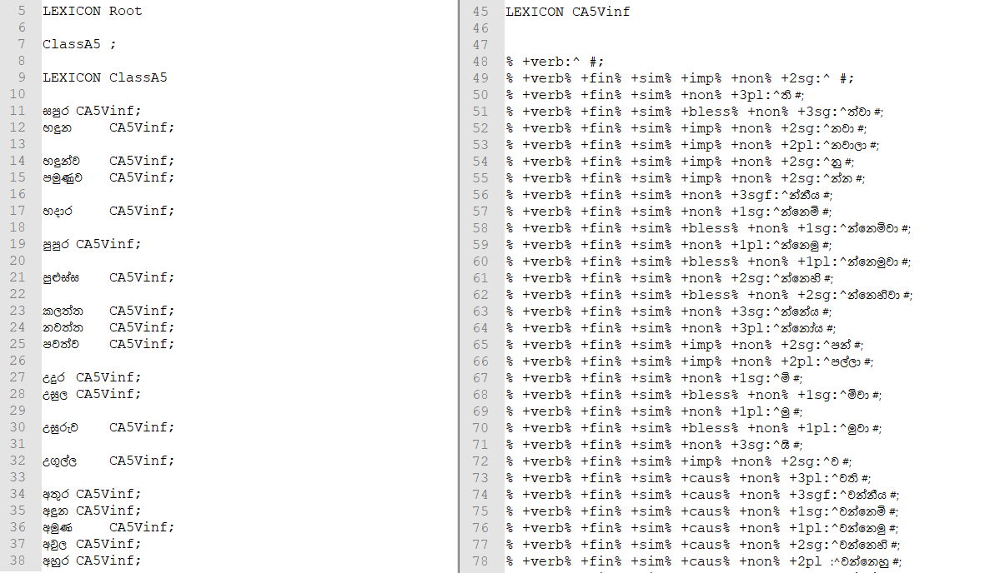 5 LEXICON Root
6
7 ClassA5 ;
8
9 LEXICON ClassA5
10
11 සපුර CA5Vinf;
12 හඳුන CA5Vinf;
13
14 හඳුන්ව CA5Vinf;
15 පමුණුව CA5Vinf;
16
17 හදාර CA5Vinf;
18
19 පුපුර CA5Vinf;
20
21 පුළුස්ස CA5Vinf;
22
23 කලත්ත CA5Vinf;
24 නවත්ත CA5Vinf;
25 පවත්ව CA5Vinf;
26
27 උදුර CA5Vinf;
28 උසුල CA5Vinf;
29
30 උසුරුව CA5Vinf;
31
32 උගුල්ල CA5Vinf;
33
34 අතුර CA5Vinf;
35 අඳුන CA5Vinf;
36 අමුණ CA5Vinf;
37 අවුල CA5Vinf;
38 අහුර CA5Vinf;
45 LEXICON CA5Vinf
46
47
48 % +verb:^ #;
49 % +verb% +fin% +sim% +imp% +non% +2sg:^ #;
50 % +verb% +fin% +sim% +non% +3pl:^ති #;
51 % +verb% +fin% +sim% +bless% +non% +3sg:^ත්වා #;
52 % +verb% +fin% +sim% +imp% +non% +2sg:^නවා #;
53 % +verb% +fin% +sim% +imp% +non% +2pl:^නවාලා #;
54 % +verb% +fin% +sim% +imp% +non% +2sg:^නු #;
55 % +verb% +fin% +sim% +imp% +non% +2sg:^න්න #;
56 % +verb% +fin% +sim% +non% +3sgf:^න්නීය #;
57 % +verb% +fin% +sim% +non% +1sg:^න්නෙමි #;
58 % +verb% +fin% +sim% +bless% +non% +1sg:^න්නෙම්වා #;
59 % +verb% +fin% +sim% +non% +1pl:^න්නෙමු #;
60 % +verb% +fin% +sim% +bless% +non% +1pl:^න්නෙමුවා #;
61 % +verb% +fin% +sim% +non% +2sg:^න්නෙහි #;
62 % +verb% +fin% +sim% +bless% +non% +2sg:^න්නෙහිවා #;
63 % +verb% +fin% +sim% +non% +3sg:^න්නේය #;
64 % +verb% +fin% +sim% +non% +3pl:^න්නෝය #;
65 % +verb% +fin% +sim% +imp% +non% +2sg:^පන් #;
66 % +verb% +fin% +sim% +imp% +non% +2pl:^පල්ලා #;
67 % +verb% +fin% +sim% +non% +1sg:^මි #;
68 % +verb% +fin% +sim% +bless% +non% +1sg:^ම්වා #;
69 % +verb% +fin% +sim% +non% +1pl:^මු #;
70 % +verb% +fin% +sim% +bless% +non% +1pl:^මුවා #;
71 % +verb% +fin% +sim% +non% +3sg:^යි #;
72 % +verb% +fin% +sim% +imp% +non% +2sg:^ව #;
73 % +verb% +fin% +sim% +caus% +non% +3pl:^වති #;
74 % +verb% +fin% +sim% +caus% +non% +3sgf:^වන්නීය #;
75 % +verb% +fin% +sim% +caus% +non% +1sg:^වන්නෙමි #;
76 % +verb% +fin% +sim% +caus% +non% +1pl:^වන්නෙමු #;
77 % +verb% +fin% +sim% +caus% +non% +2sg:^වන්නෙහි #;
78 % +verb% +fin% +sim% +caus% +non% +2pl :^වන්නෙහු #;